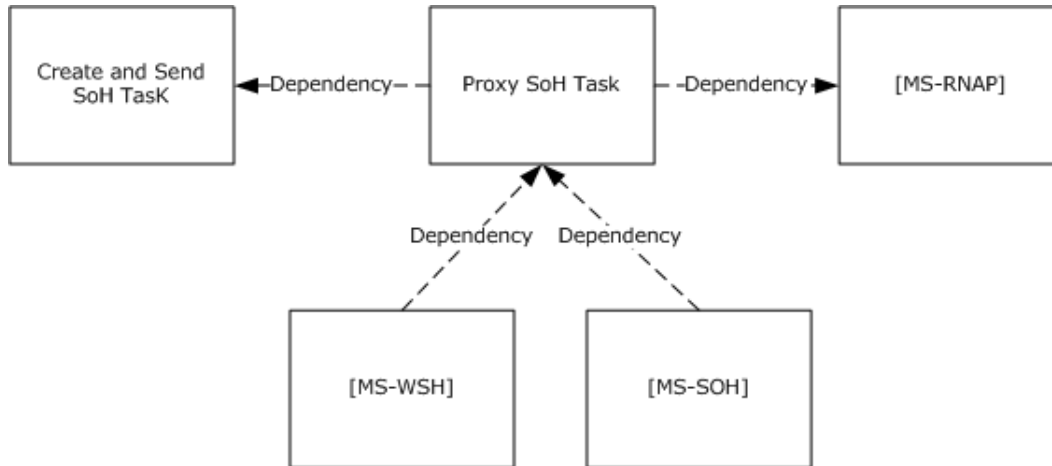 Create and Send
SoH TasK
Dependency
Proxy SoH Task
Dependency
[MS-RNAP]
Dependency
Dependency
[MS-WSH]
[MS-SOH]